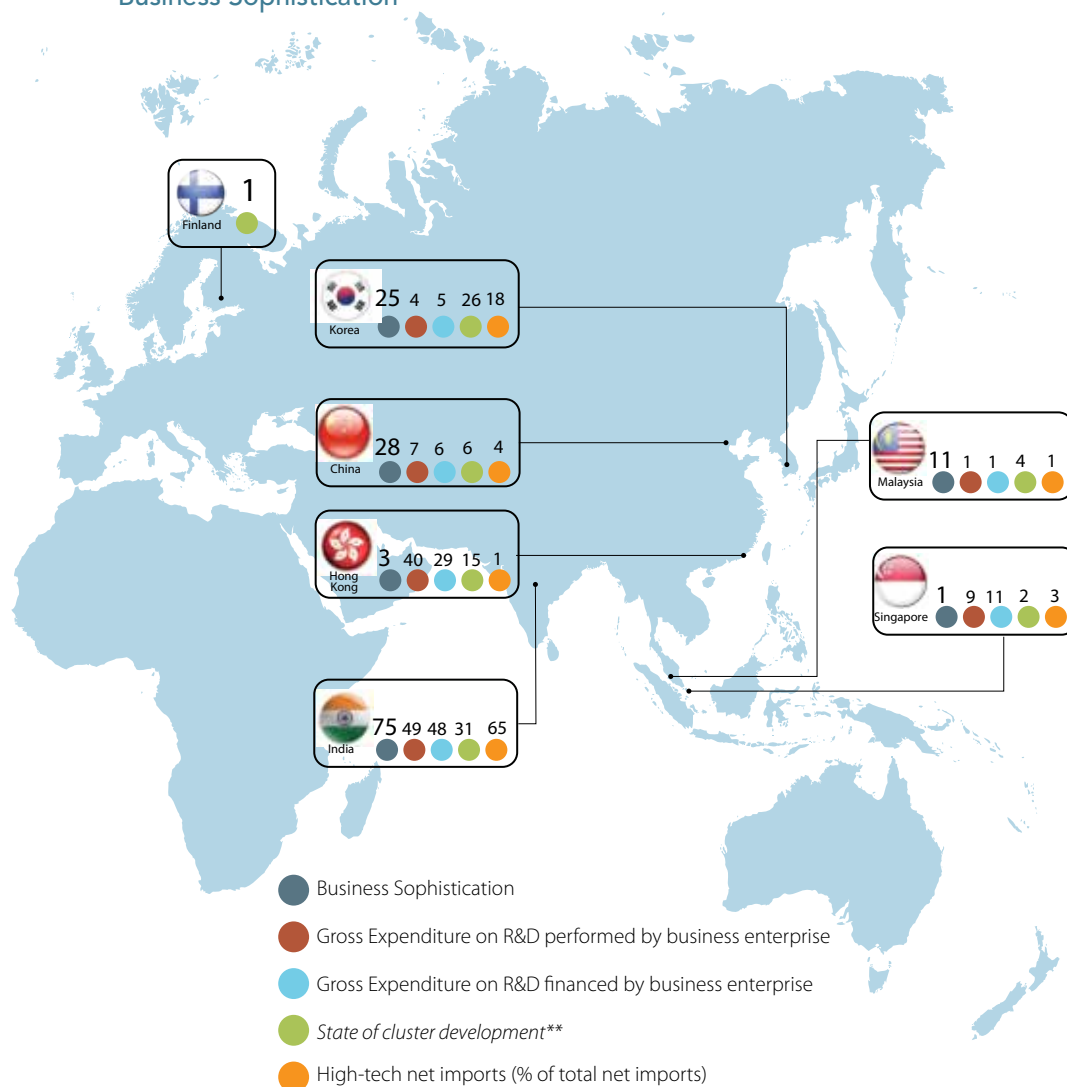 Business Sophistication
1
Finland
25 4 5 26 18
Korea
28 7 6 6 4
China
3 40 29 15 1
Hong
Kong
75 49 48 31 65
India
11 1 1 4 1
Malaysia
1 9 11 2 3
Singapore
Business Sophistication
Gross Expenditure on R&D performed by business enterprise
Gross Expenditure on R&D financed by business enterprise
State of cluster development**
High-tech net imports (% of total net imports)